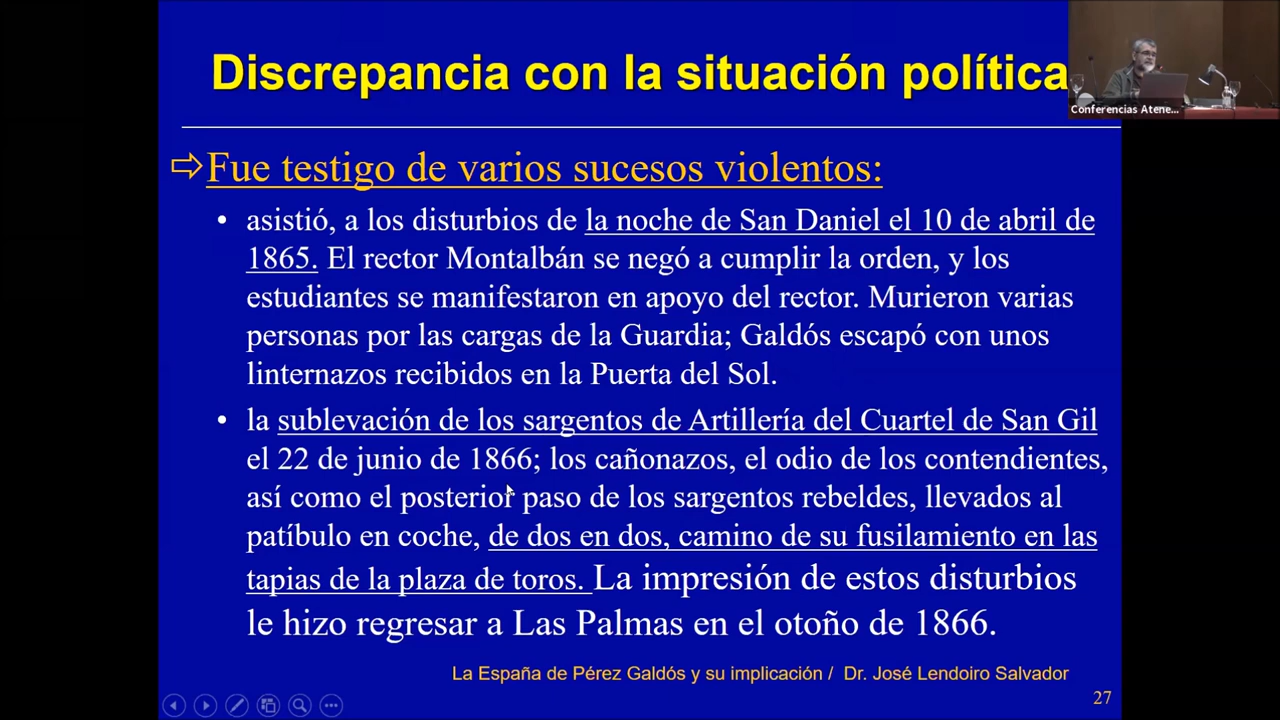 Discrepancia con la situación política
Conferencias Atene...
⇨Fue testigo de varios sucesos violentos:
• asistió, a los disturbios de la noche de San Daniel el 10 de abril de
1865. El rector Montalbán se negó a cumplir la orden, y los
estudiantes se manifestaron en apoyo del rector. Murieron varias
personas por las cargas de la Guardia; Galdós escapó con unos
linternazos recibidos en la Puerta del Sol.
• la sublevación de los sargentos de Artillería del Cuartel de San Gil
el 22 de junio de 1866; los cañonazos, el odio de los contendientes,
así como el posterior paso de los sargentos rebeldes, llevados al
patíbulo en coche, de dos en dos, camino de su fusilamiento en las
tapias de la plaza de toros. La impresión de estos disturbios
le hizo regresar a Las Palmas en el otoño de 1866.
La España de Pérez Galdós y su implicación / Dr. José Lendoiro Salvador
27